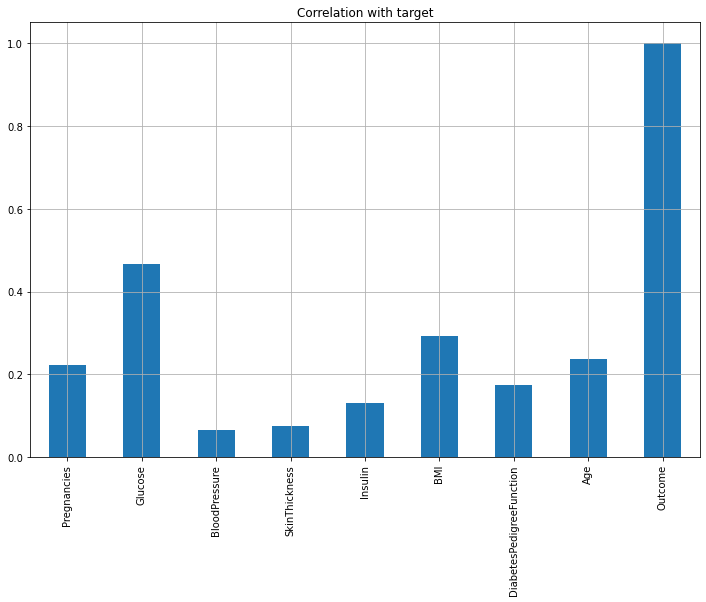 Correlation with target
1.0
0.8
0.6
0.4
0.2
0.0
Pregnancies
Glucose
BloodPressure
SkinThickness
Insulin
BMI
DiabetesPedigreeFunction
Age
Outcome